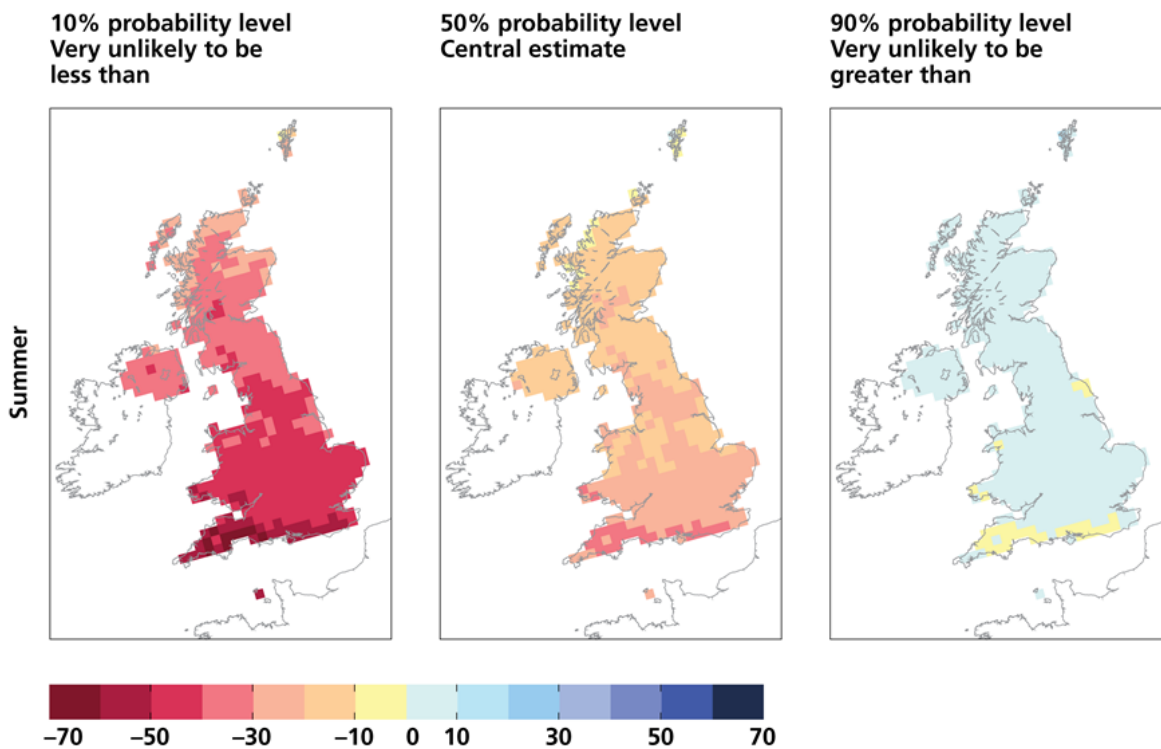 10% probability level
Very unlikely to be
less than
50% probability level
Central estimate
90% probability level
Very unlikely to be
greater than
Summer
–70 –50 –30 –10 0 10 30 50 70